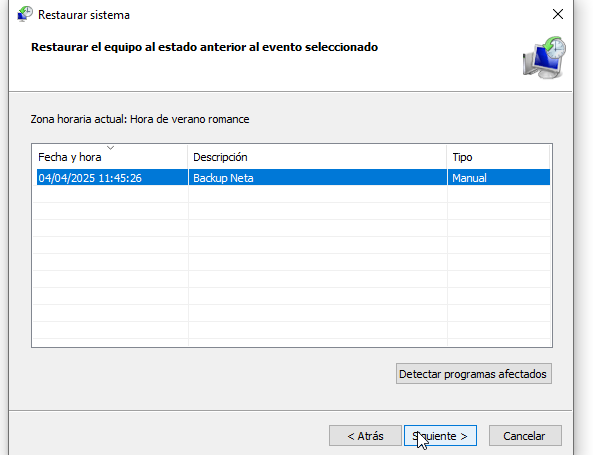 Restaurar sistema
Restaurar el equipo al estado anterior al evento seleccionado
Zona horaria actual: Hora de verano romance
Fecha y hora Descripción Tipo
04/04/2025 11:45:26 Backup Neta Manual
Detectar programas afectados
< Atrás Siguiente > Cancelar